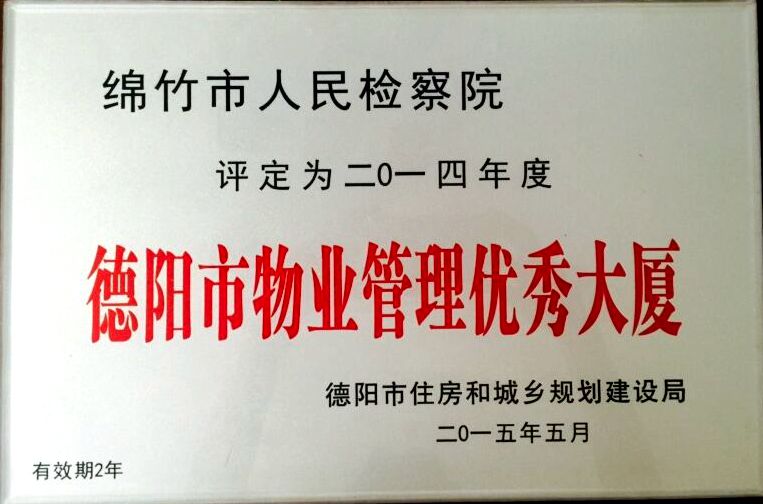 绵竹市人民检察院
评定为二0一四年度
德阳市物业管理优秀大厦
德阳市住房和城乡规划建设局
二0一五年五月
有效期2年